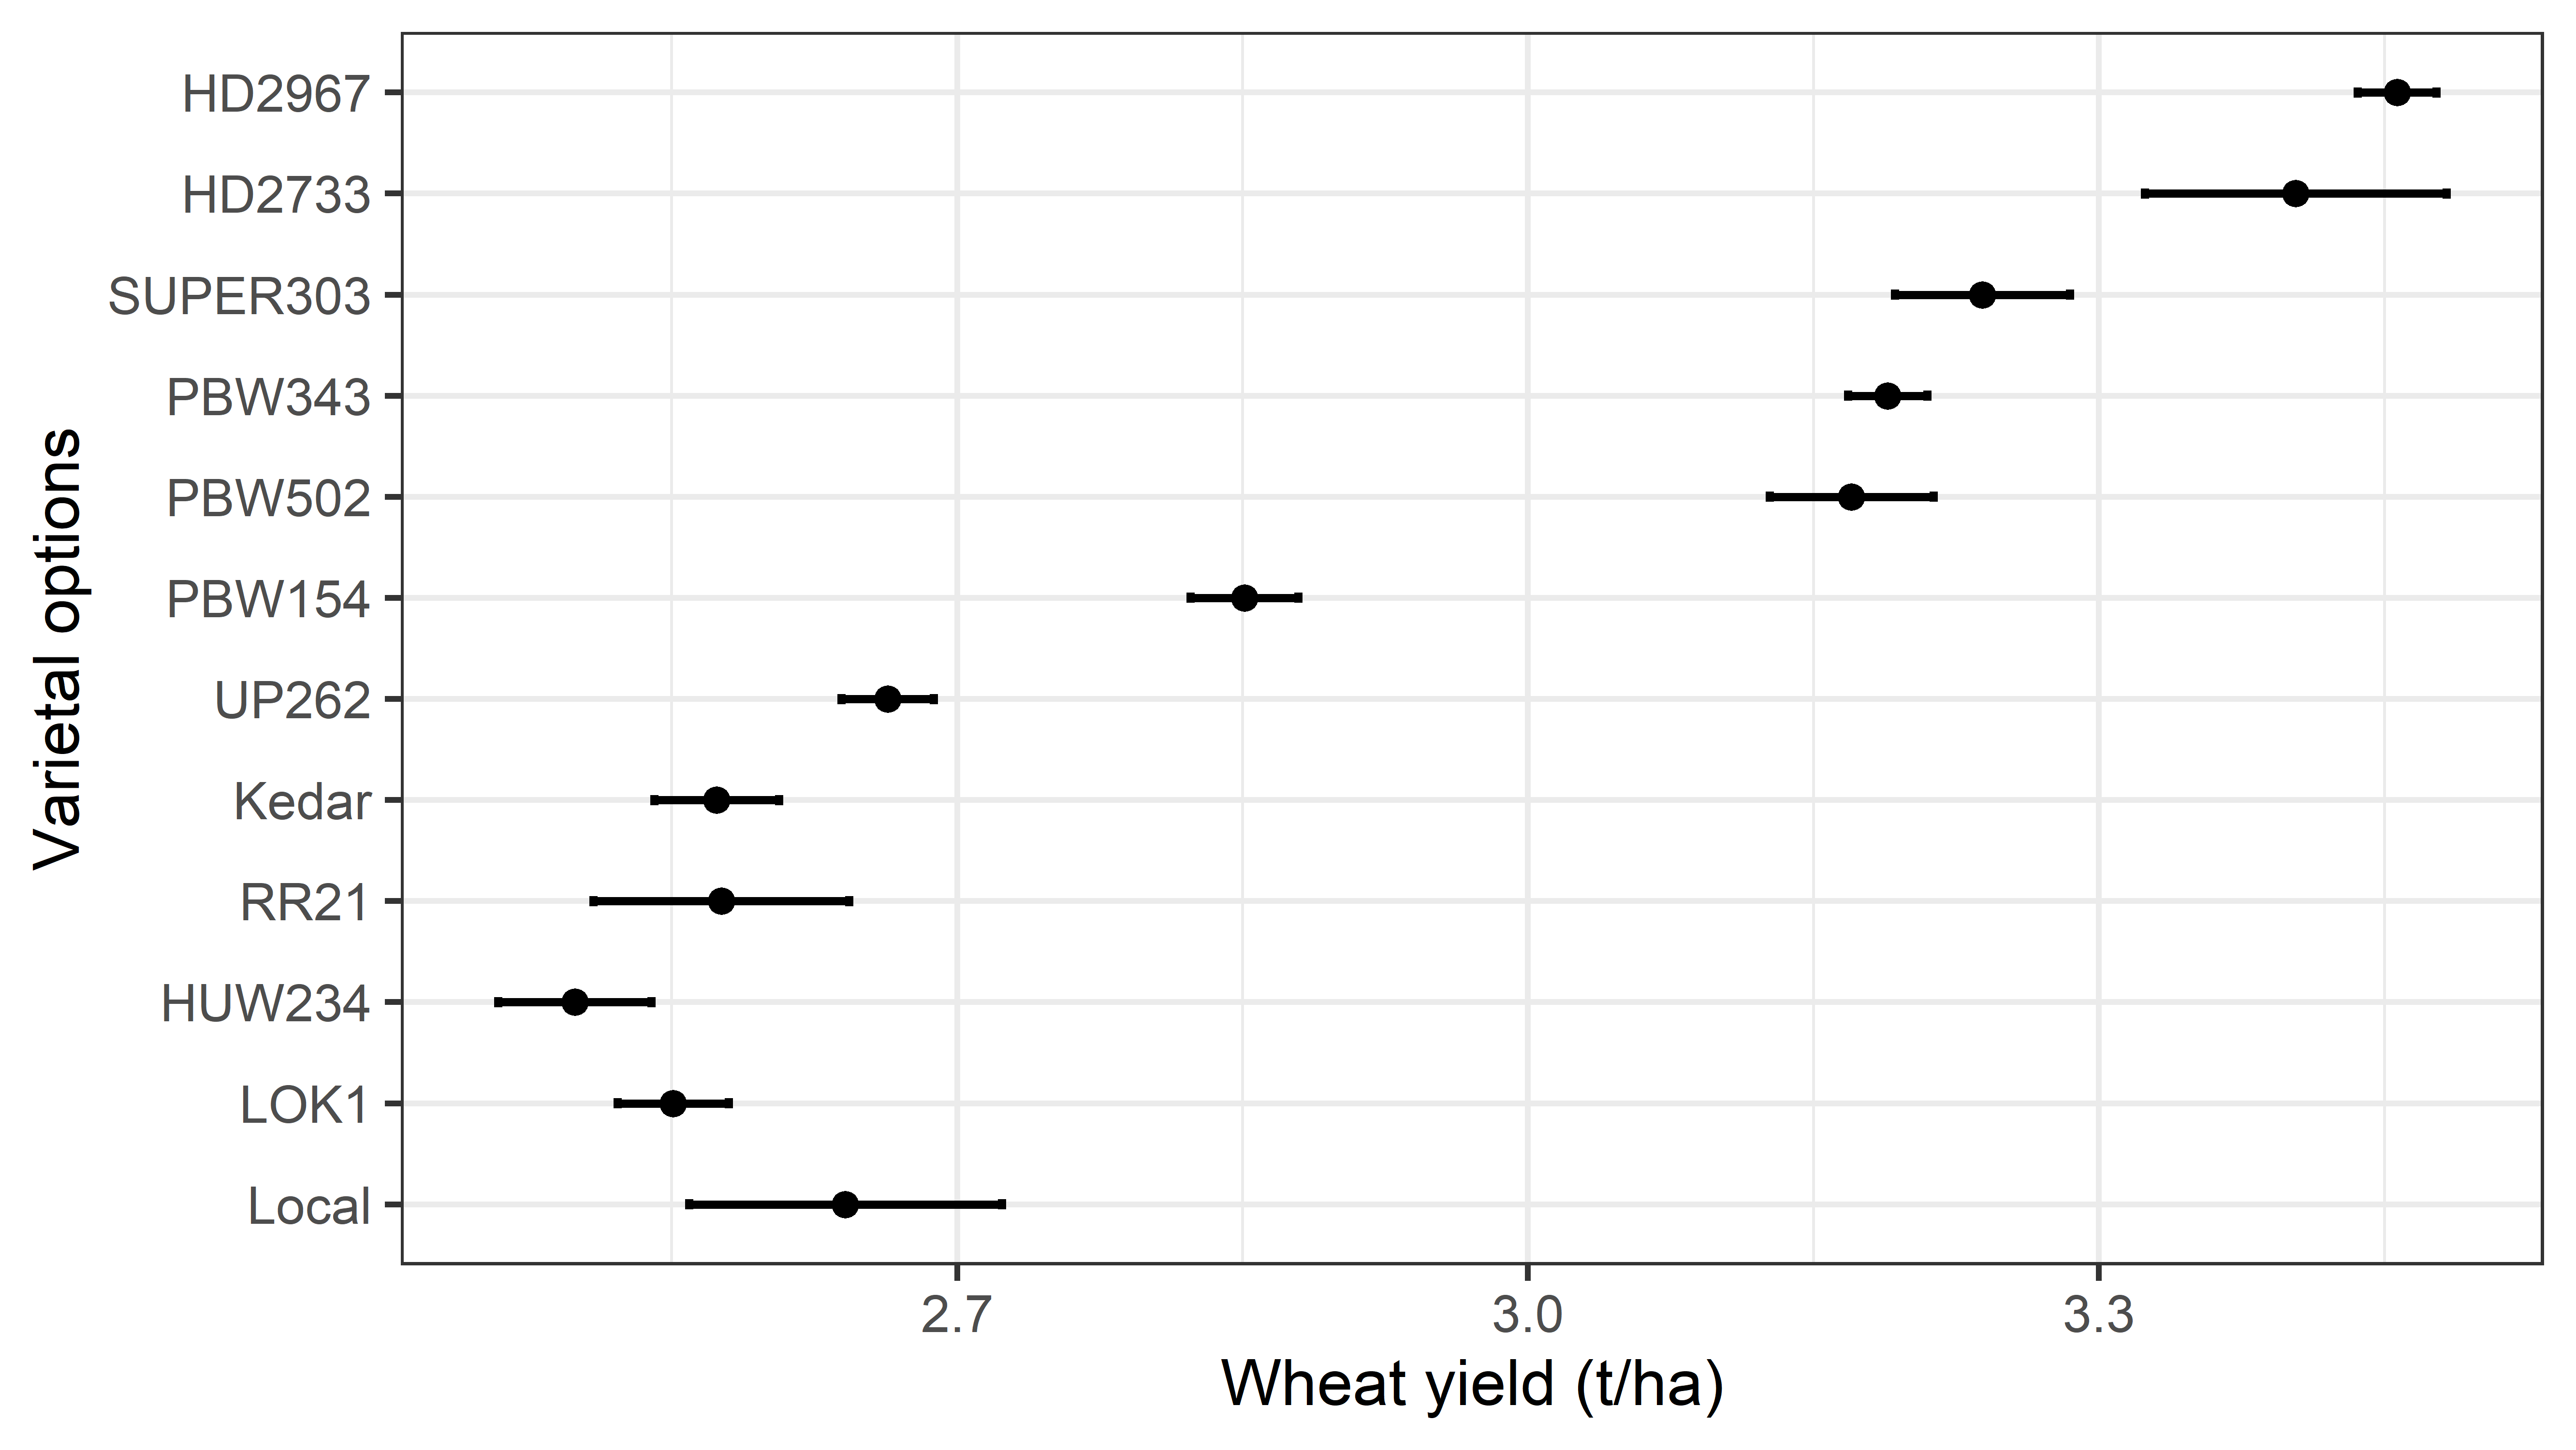 HD2967
HD2733
SUPER303
PBW343
PBW502
PBW154
UP262
Kedar
RR21
HUW234
LOK1
Local
Varietal options
2.7
3.0
3.3
Wheat yield (t/ha)